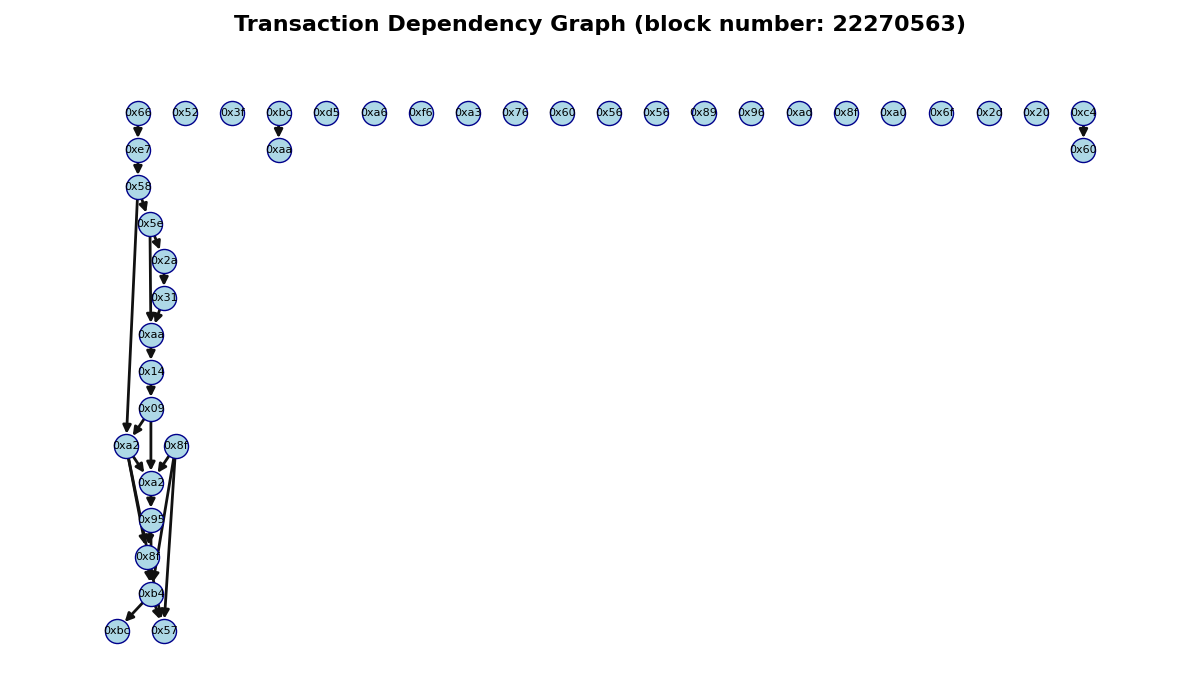 Transaction Dependency Graph (block number: 22270563)
0x66 0x52 0x3f 0xbc 0xd5 0xa6 0xf6 0xa3 0x76 0x60 0x56 0x56 0x89 0x96 0xad 0x8f 0xa0 0x6f 0x2d 0x20 0xc4
0xe7 0xaa 0x60
0x58
0x5e
0x2a
0x31
0xaa
0x14
0x09
0xa2 0x8f
0xa2
0x95
0x8f
0xb4
0xbc 0x57